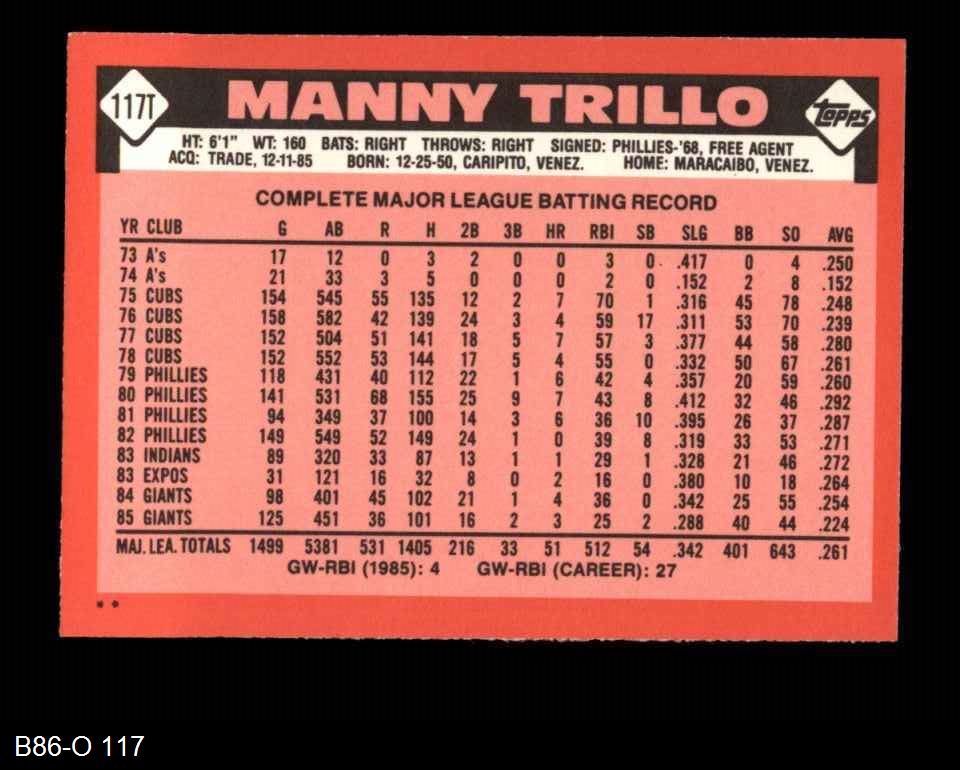 117T MANNY TRILLO Topps
HT: 6'1" WT: 160 BATS: RIGHT THROWS: RIGHT SIGNED: PHILLIES-'68, FREE AGENT
ACQ: TRADE, 12-11-85 BORN: 12-25-50, CARIPITO, VENEZ. HOME: MARACAIBO, VENEZ.
COMPLETE MAJOR LEAGUE BATTING RECORD
YR CLUB G AB R H 2B 3B HR RBI SB SLG BB SO AVG
73 A's 17 12 0 3 2 0 0 3 0 .417 0 4 .250
74 A's 21 33 3 5 0 0 0 2 0 .152 2 8 .152
75 CUBS 154 545 55 135 12 2 7 70 1 .316 45 78 .248
76 CUBS 158 582 42 139 24 3 4 59 17 .311 53 70 .239
77 CUBS 152 504 51 141 18 5 7 57 3 .377 44 58 .280
78 CUBS 152 552 53 144 17 5 4 55 0 .332 50 67 .261
79 PHILLIES 118 431 40 112 22 1 6 42 4 .357 20 59 .260
80 PHILLIES 141 531 68 155 25 9 7 43 8 .412 32 46 .292
81 PHILLIES 94 349 37 100 14 3 6 36 10 .395 26 37 .287
82 PHILLIES 149 549 52 149 24 1 0 39 8 .319 33 53 .271
83 INDIANS 89 320 33 87 13 1 1 29 1 .328 21 46 .272
83 EXPOS 31 121 16 32 8 0 2 16 0 .380 10 18 .264
84 GIANTS 98 401 45 102 21 1 4 36 0 .342 25 55 .254
85 GIANTS 125 451 36 101 16 2 3 25 2 .288 40 44 .224
MAJ. LEA. TOTALS 1499 5381 531 1405 216 33 51 512 54 .342 401 643 .261
GW-RBI (1985): 4 GW-RBI (CAREER): 27
**
B86-O 117